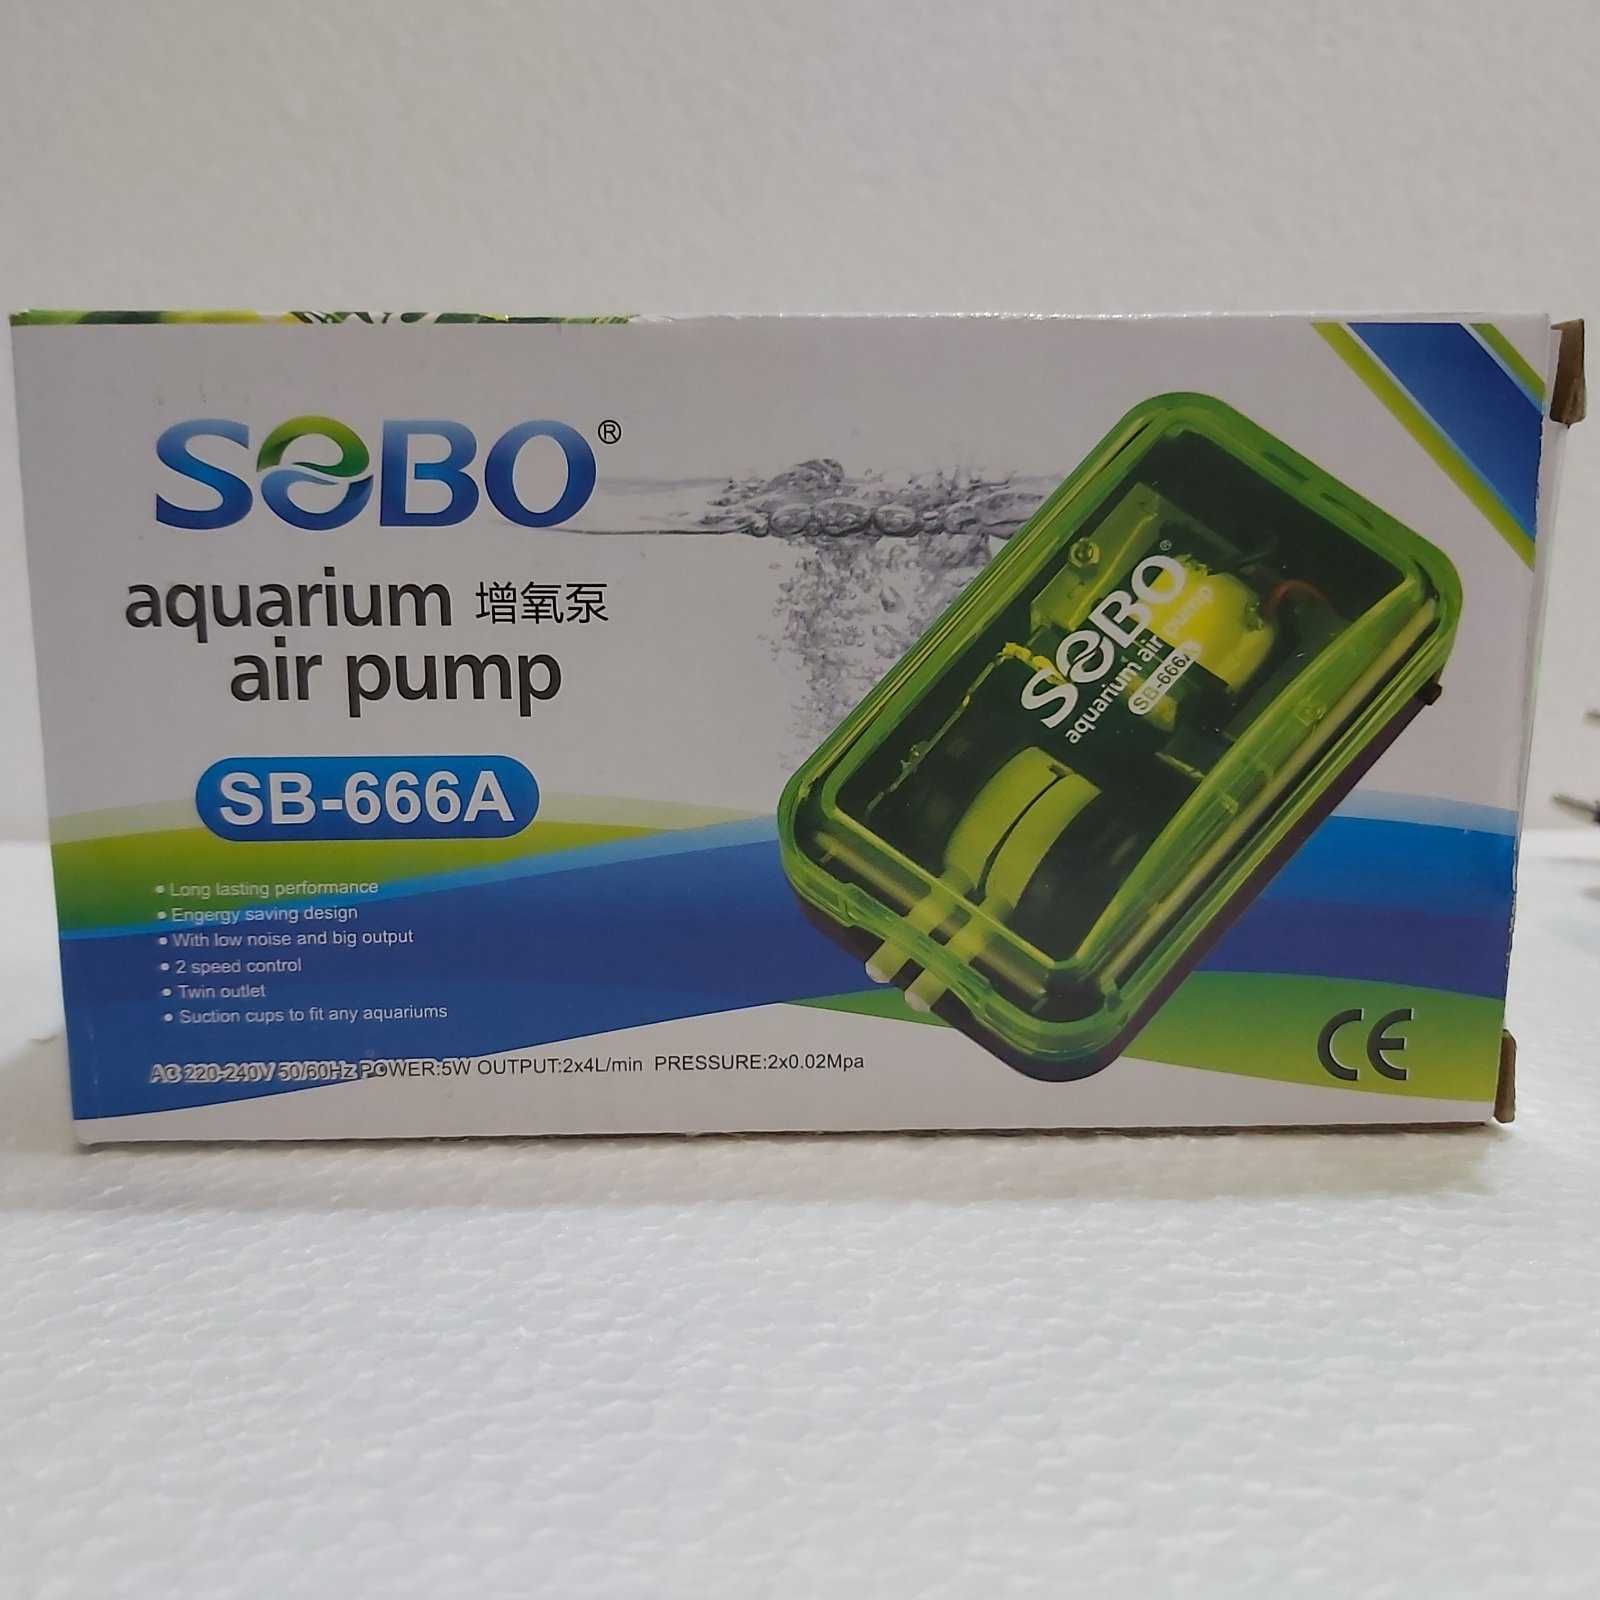 SOBO®
aquarium 增氧泵
air pump
SB-666A
• Long lasting performance
• Engergy saving design
• With low noise and big output
• 2 speed control
• Twin outlet
• Suction cups to fit any aquariums
AC 220-240V 50/60Hz POWER:5W OUTPUT:2x4L/min PRESSURE:2x0.02Mpa
SOBO®
aquarium air pump
SB-666A
CE